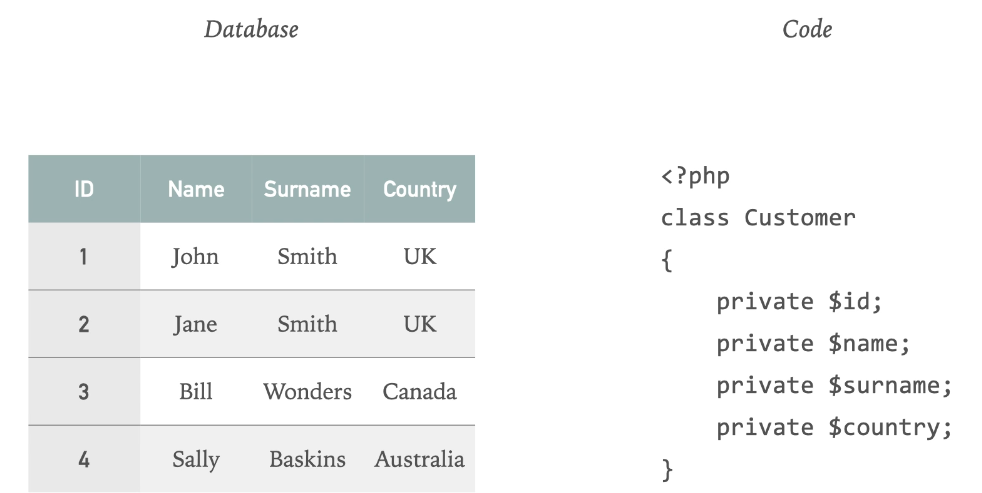 Database
Code
ID Name Surname Country
1 John Smith UK
2 Jane Smith UK
3 Bill Wonders Canada
4 Sally Baskins Australia
<?php
class Customer
{
    private $id;
    private $name;
    private $surname;
    private $country;
}